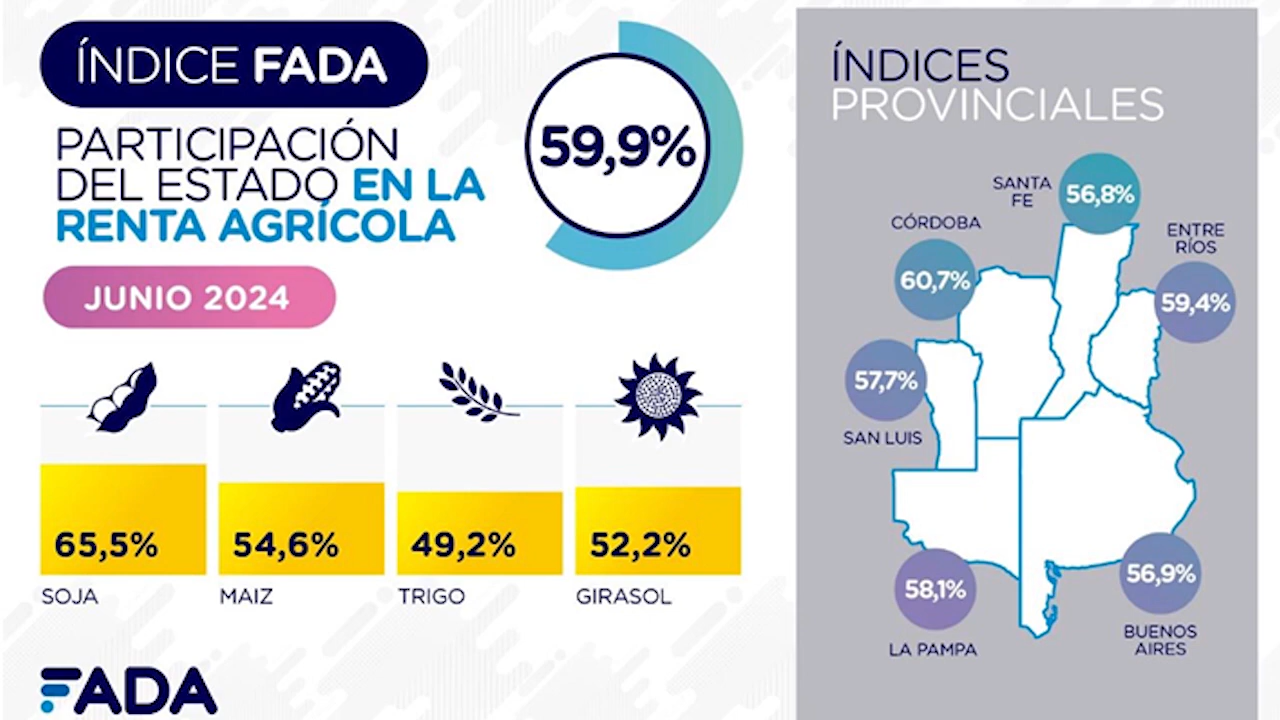 ÍNDICE FADA
PARTICIPACIÓN
DEL ESTADO EN LA
RENTA AGRÍCOLA
59,9%
JUNIO 2024
65,5%
SOJA
54,6%
MAIZ
49,2%
TRIGO
52,2%
GIRASOL
FADA
ÍNDICES
PROVINCIALES
SANTA
FE
56,8%
CÓRDOBA
60,7%
ENTRE
RÍOS
59,4%
57,7%
SAN LUIS
58,1%
LA PAMPA
56,9%
BUENOS
AIRES